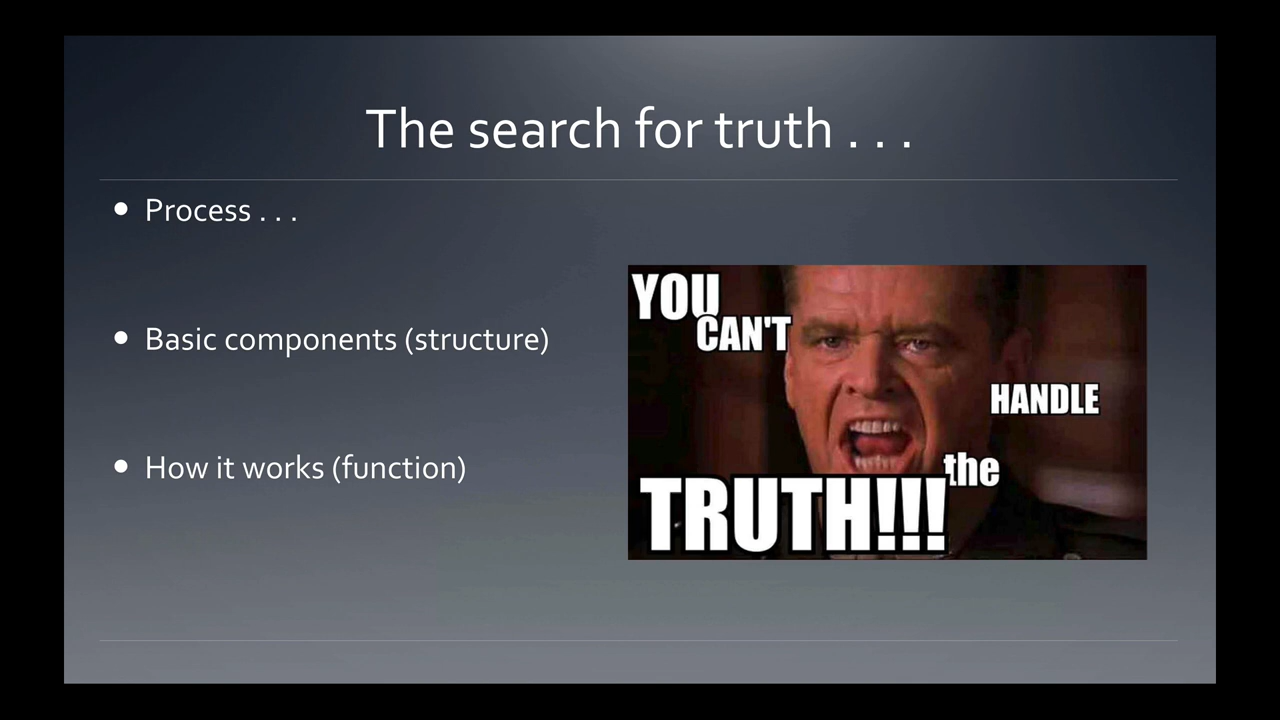 The search for truth . . .
• Process . . .
• Basic components (structure)
• How it works (function)
YOU
CAN'T
HANDLE
the
TRUTH!!!